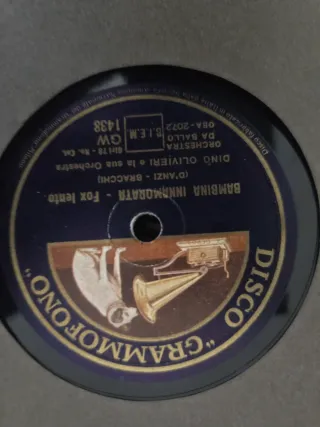 DISCO "GRAMMOFONO"
BAMBINA INNAMORATA - Fox lento
(D'ANZI - BRACCHI)
DINO OLIVIERI e la sua Orchestra
ORCHESTRA
DA BALLO
OBA - 2022
S.I.E.M.
GW
1438